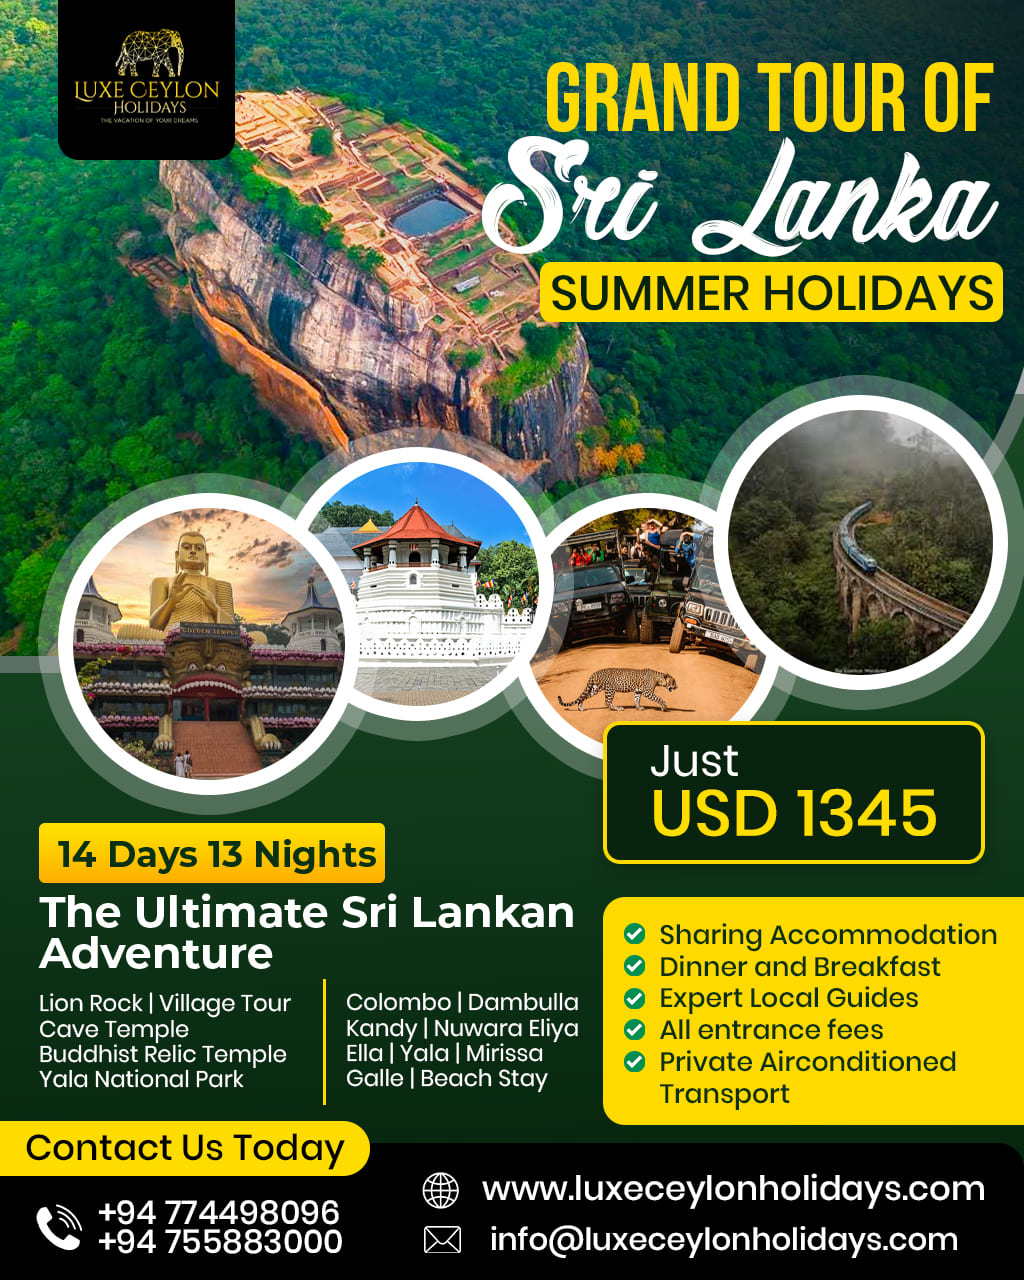 LUXE CEYLON
HOLIDAYS
THE VACATION OF YOUR DREAMS
GRAND TOUR OF
Sri Lanka
SUMMER HOLIDAYS
GOLDEN TEMPLE
Just
USD 1345
14 Days 13 Nights
The Ultimate Sri Lankan
Adventure
Lion Rock | Village Tour
Cave Temple
Buddhist Relic Temple
Yala National Park
Colombo | Dambulla
Kandy | Nuwara Eliya
Ella | Yala | Mirissa
Galle | Beach Stay
Sharing Accommodation
Dinner and Breakfast
Expert Local Guides
All entrance fees
Private Airconditioned
Transport
Contact Us Today
+94 774498096
+94 755883000
www.luxeceylonholidays.com
info@luxeceylonholidays.com